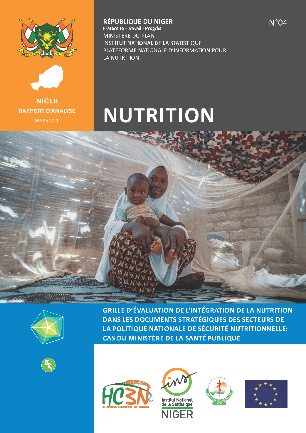 RÉPUBLIQUE DU NIGER
Fraternité - Travail - Progrès
MINISTÈRE DU PLAN
INSTITUT NATIONAL DE LA STATISTIQUE
PLATEFORME NATIONALE D'INFORMATION POUR
LA NUTRITION
N°04
NIGER
RAPPORT D'ANALYSE
NUTRITION
GRILLE D'ÉVALUATION DE L'INTÉGRATION DE LA NUTRITION
DANS LES DOCUMENTS STRATÉGIQUES DES SECTEURS DE
LA POLITIQUE NATIONALE DE SÉCURITÉ NUTRITIONNELLE:
CAS DU MINISTÈRE DE LA SANTÉ PUBLIQUE
HC3N
ins
Institut National
de la Statistique
NIGER